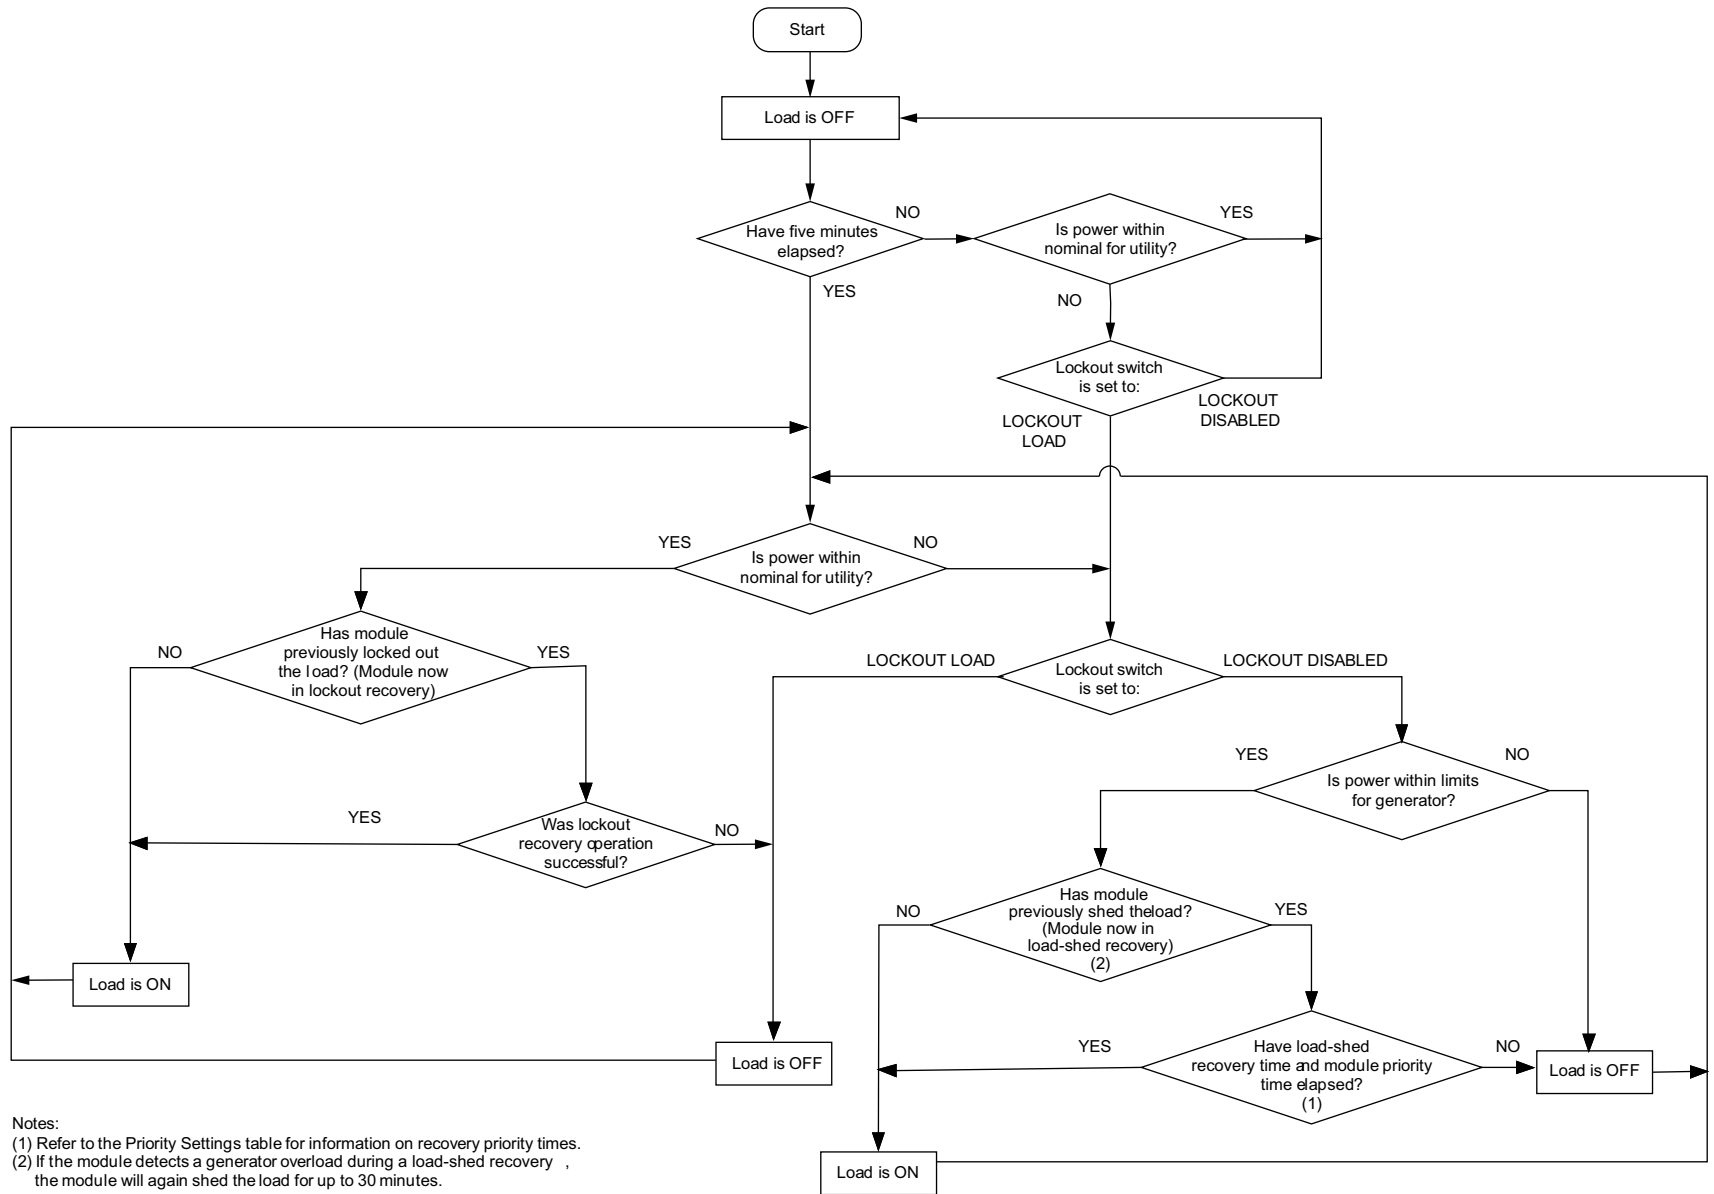 Start
Load is OFF
Have five minutes
elapsed?
NO
YES
Is power within
nominal for utility?
YES
NO
Lockout switch
is set to:
LOCKOUT
LOAD
LOCKOUT
DISABLED
YES
Is power within
nominal for utility?
NO
NO
Has module
previously locked out
the load? (Module now
in lockout recovery)
YES
LOCKOUT LOAD
Lockout switch
is set to:
LOCKOUT DISABLED
YES
Is power within limits
for generator?
NO
YES
Was lockout
recovery operation
successful?
NO
NO
Has module
previously shed theload?
(Module now in
load-shed recovery)
(2)
YES
Load is ON
Load is OFF
YES
Have load-shed
recovery time and module priority
time elapsed?
(1)
NO
Load is OFF
Load is ON
Notes:
(1) Refer to the Priority Settings table for information on recovery priority times.
(2) If the module detects a generator overload during a load-shed recovery ,
the module will again shed the load for up to 30 minutes.